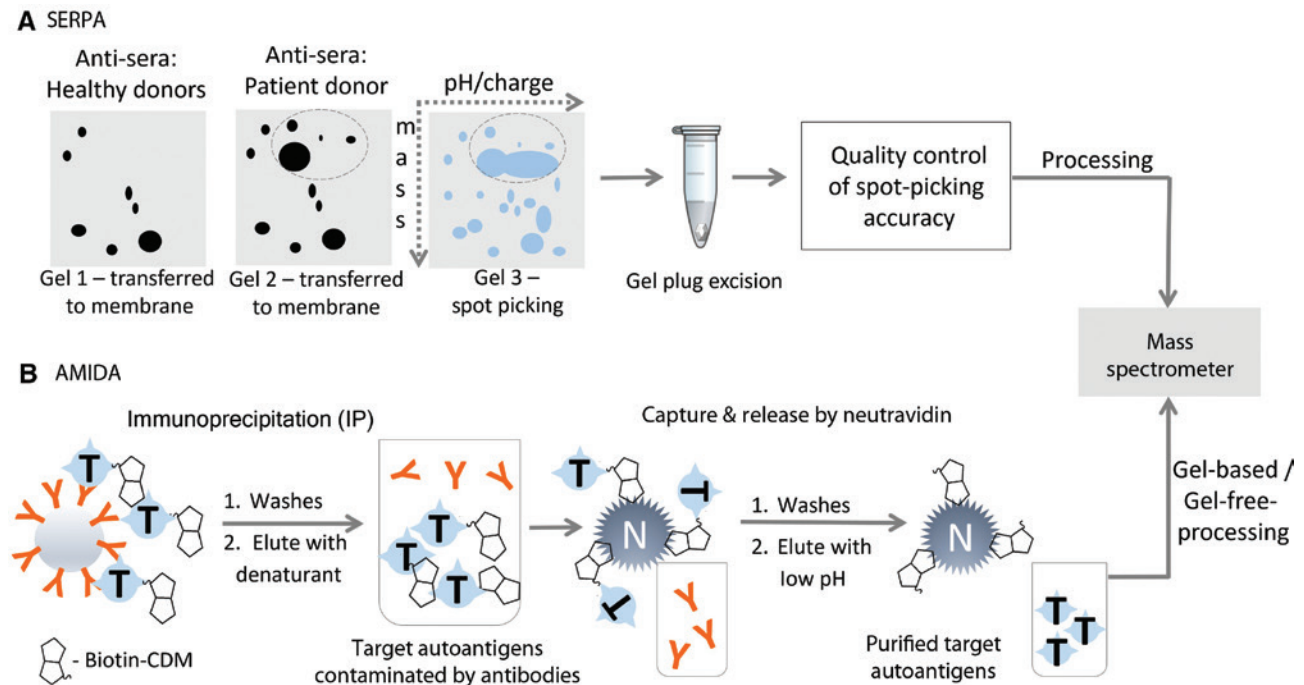 A SERPA
Anti-sera:
Healthy donors
Anti-sera:
Patient donor
pH/charge
mass
Gel 1 – transferred
to membrane
Gel 2 – transferred
to membrane
Gel 3 –
spot picking
Gel plug excision
Quality control
of spot-picking
accuracy
Processing
Mass
spectrometer
B AMIDA
Immunoprecipitation (IP)
Capture & release by neutravidin
T
T
T
1. Washes
2. Elute with
denaturant
T
T
T
T
T
N
T
1. Washes
2. Elute with
low pH
N
T
T
T
Gel-based /
Gel-free-
processing
- Biotin-CDM
Target autoantigens
contaminated by antibodies
Purified target
autoantigens